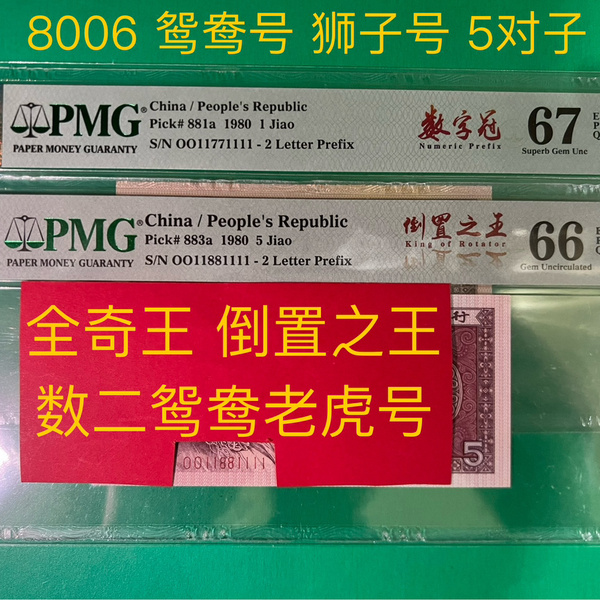 8006 鸳鸯号 狮子号 5对子
PMG®
PAPER MONEY GUARANTY
China / People's Republic
Pick# 881a 1980 1 Jiao
S/N OO11771111 - 2 Letter Prefix
数字冠
Numeric Prefix
67
Superb Gem Unc
E
P
Q
PMG®
PAPER MONEY GUARANTY
China / People's Republic
Pick# 883a 1980 5 Jiao
S/N OO11881111 - 2 Letter Prefix
倒置之王
King of Rotator
66
Gem Uncirculated
E
P
Q
全奇王 倒置之王
数二鸳鸯老虎号
行
5
OO11881111